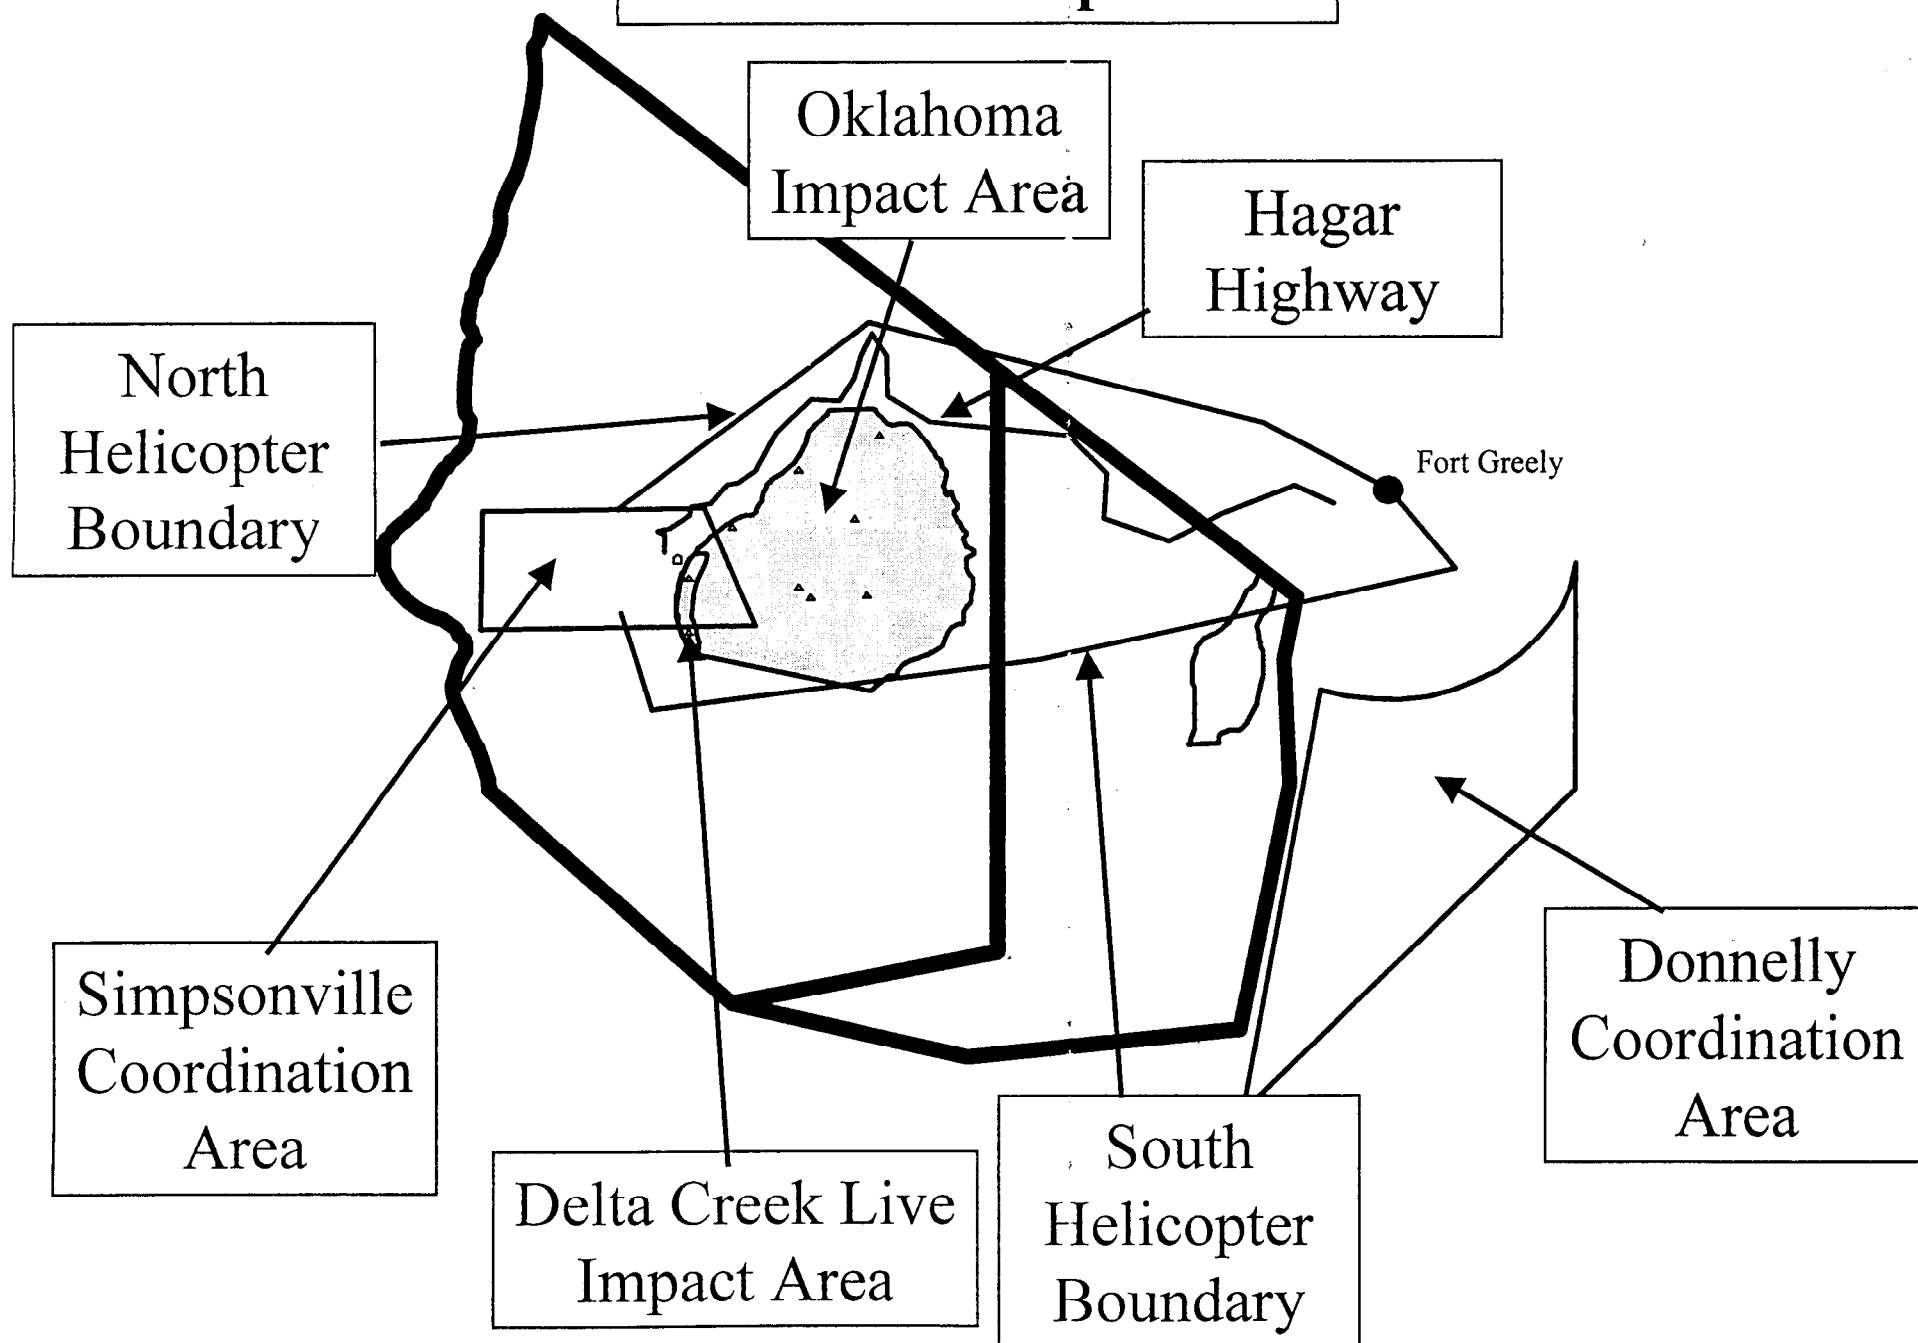 Oklahoma
Impact Area
Hagar
Highway
North
Helicopter
Boundary
Fort Greely
Simpsonville
Coordination
Area
Donnelly
Coordination
Area
Delta Creek Live
Impact Area
South
Helicopter
Boundary